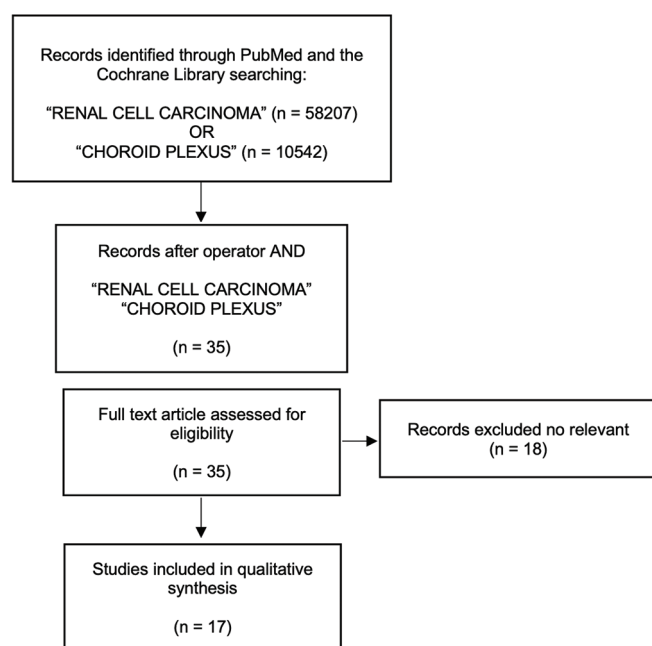 Records identified through PubMed and the
Cochrane Library searching:
“RENAL CELL CARCINOMA” (n = 58207)
OR
“CHOROID PLEXUS” (n = 10542)
Records after operator AND
“RENAL CELL CARCINOMA”
“CHOROID PLEXUS”
(n = 35)
Full text article assessed for
eligibility
(n = 35)
Records excluded no relevant
(n = 18)
Studies included in qualitative
synthesis
(n = 17)